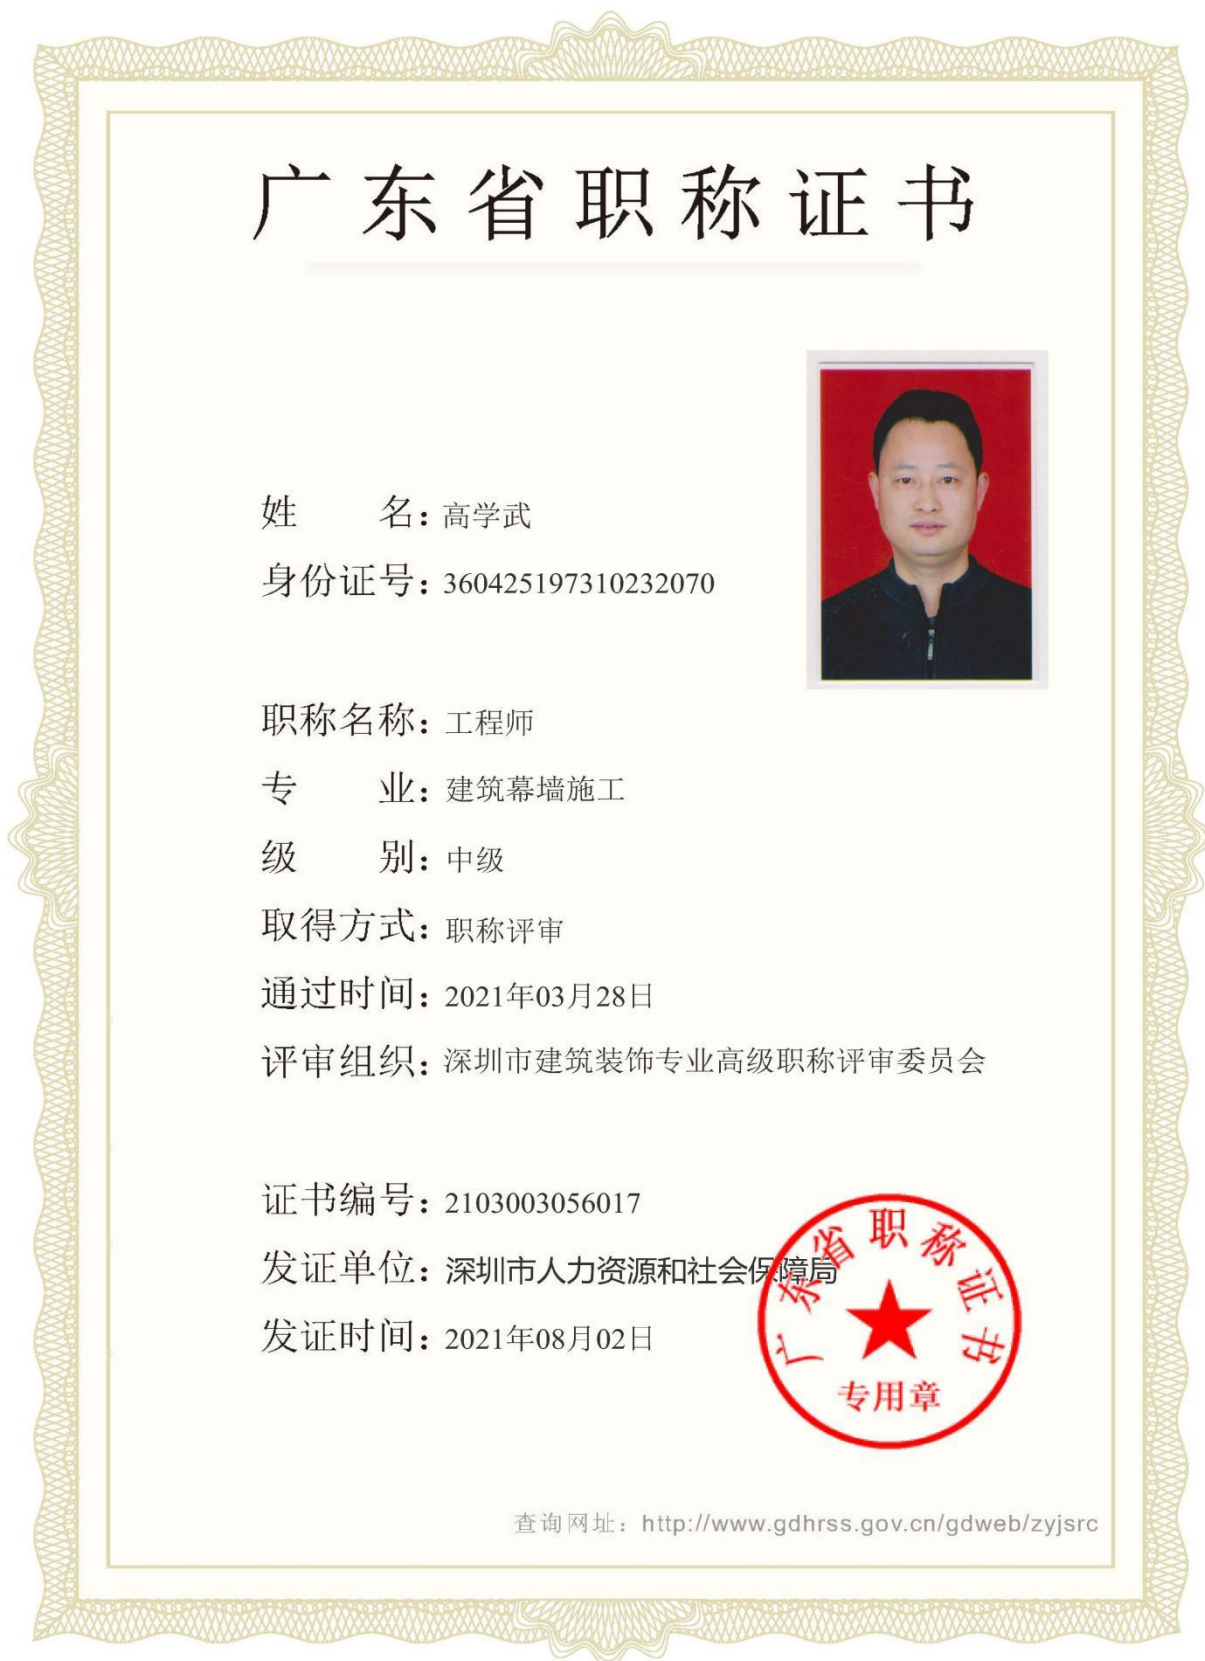 广东省职称证书
姓　　名：高学武
身份证号：360425197310232070
职称名称：工程师
专　　业：建筑幕墙施工
级　　别：中级
取得方式：职称评审
通过时间：2021年03月28日
评审组织：深圳市建筑装饰专业高级职称评审委员会
证书编号：2103003056017
发证单位：深圳市人力资源和社会保障局
发证时间：2021年08月02日
广东省职称证书
专用章
查询网址：http://www.gdhrss.gov.cn/gdweb/zyjsrc